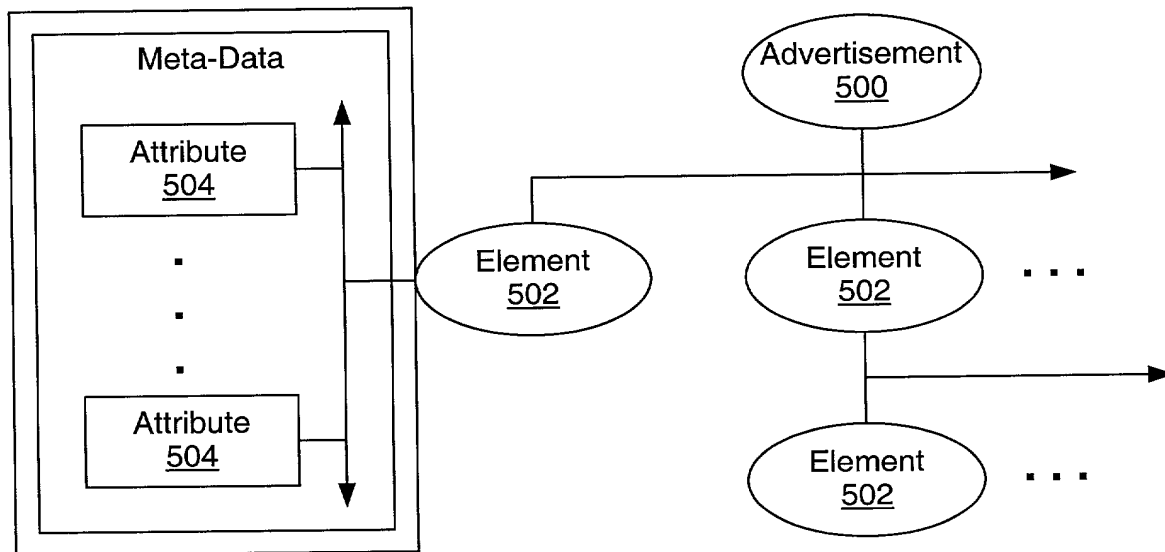 Meta-Data
Attribute
504
Attribute
504
Advertisement
500
Element
502
Element
502
Element
502